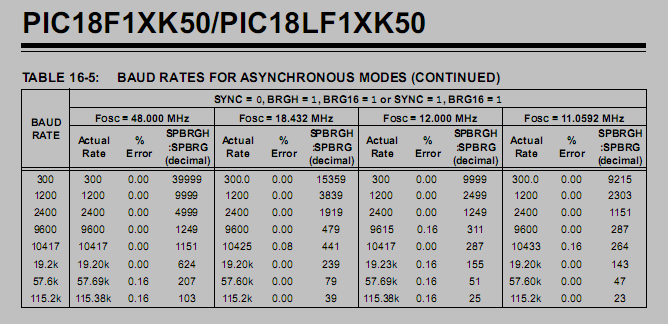 PIC18F1XK50/PIC18LF1XK50
TABLE 16-5: BAUD RATES FOR ASYNCHRONOUS MODES (CONTINUED)
BAUD RATE
SYNC = 0, BRGH = 1, BRG16 = 1 or SYNC = 1, BRG16 = 1
FOSC = 48.000 MHz FOSC = 18.432 MHz FOSC = 12.000 MHz FOSC = 11.0592 MHz
Actual Rate % Error SPBRGH :SPBRG (decimal) Actual Rate % Error SPBRGH :SPBRG (decimal) Actual Rate % Error SPBRGH :SPBRG (decimal) Actual Rate % Error SPBRGH :SPBRG (decimal)
300 300 0.00 39999 300.0 0.00 15359 300 0.00 9999 300.0 0.00 9215
1200 1200 0.00 9999 1200 0.00 3839 1200 0.00 2499 1200 0.00 2303
2400 2400 0.00 4999 2400 0.00 1919 2400 0.00 1249 2400 0.00 1151
9600 9600 0.00 1249 9600 0.00 479 9615 0.16 311 9600 0.00 287
10417 10417 0.00 1151 10425 0.08 441 10417 0.00 287 10433 0.16 264
19.2k 19.20k 0.00 624 19.20k 0.00 239 19.23k 0.16 155 19.20k 0.00 143
57.6k 57.69k 0.16 207 57.60k 0.00 79 57.69k 0.16 51 57.60k 0.00 47
115.2k 115.38k 0.16 103 115.2k 0.00 39 115.38k 0.16 25 115.2k 0.00 23